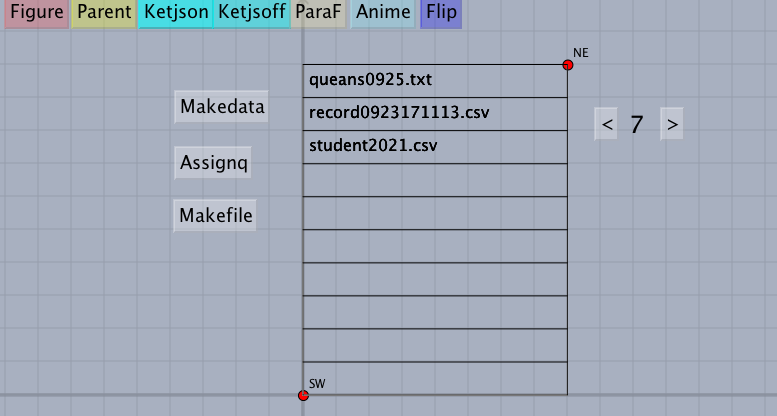 Figure Parent Ketjson Ketjsoff ParaF Anime Flip
NE
queans0925.txt
Makedata
record0923171113.csv
< 7 >
student2021.csv
Assignq
Makefile
SW